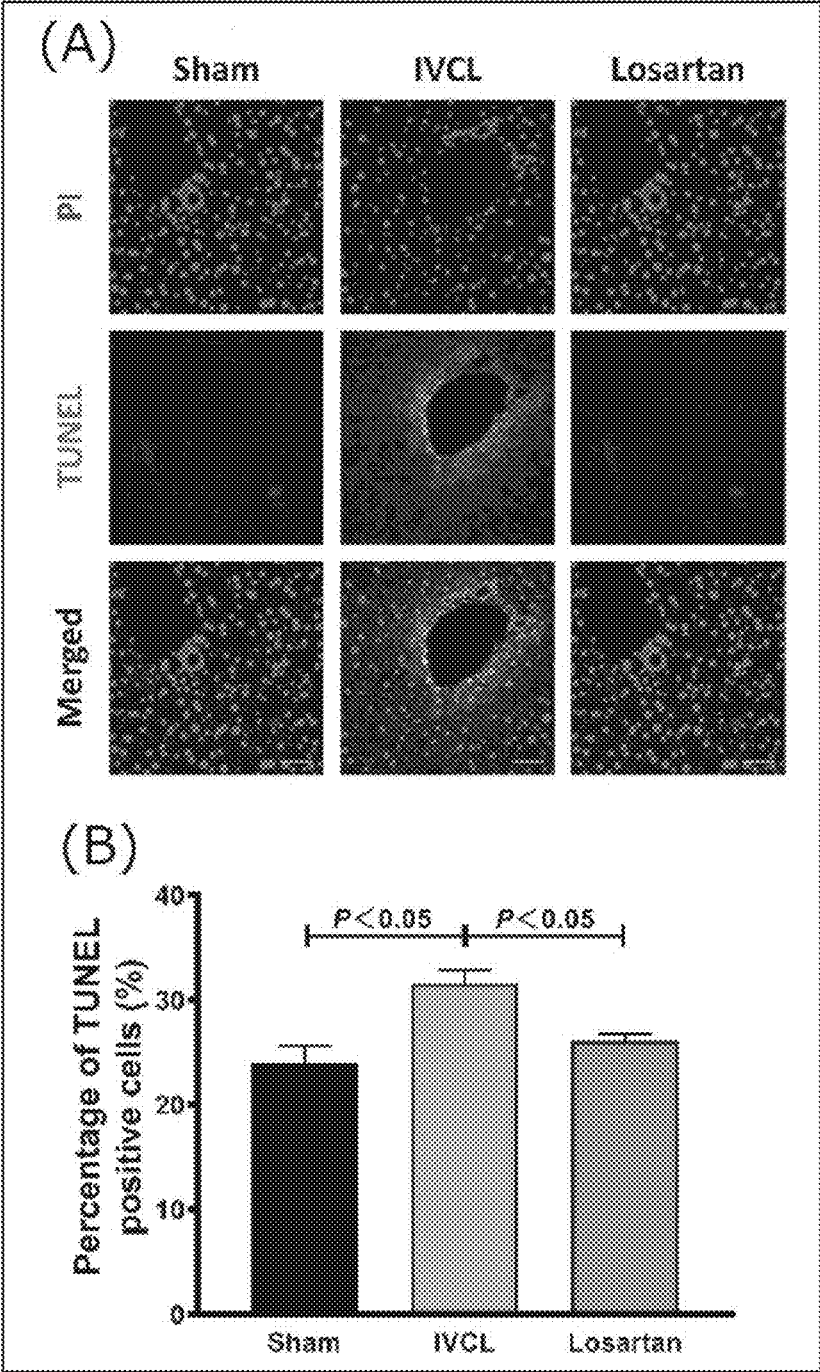 (A)
Sham IVCL Losartan
PI
TUNEL
Merged
(B)
Percentage of TUNEL
positive cells (%)
40
30
20
10
0
P<0.05 P<0.05
Sham IVCL Losartan